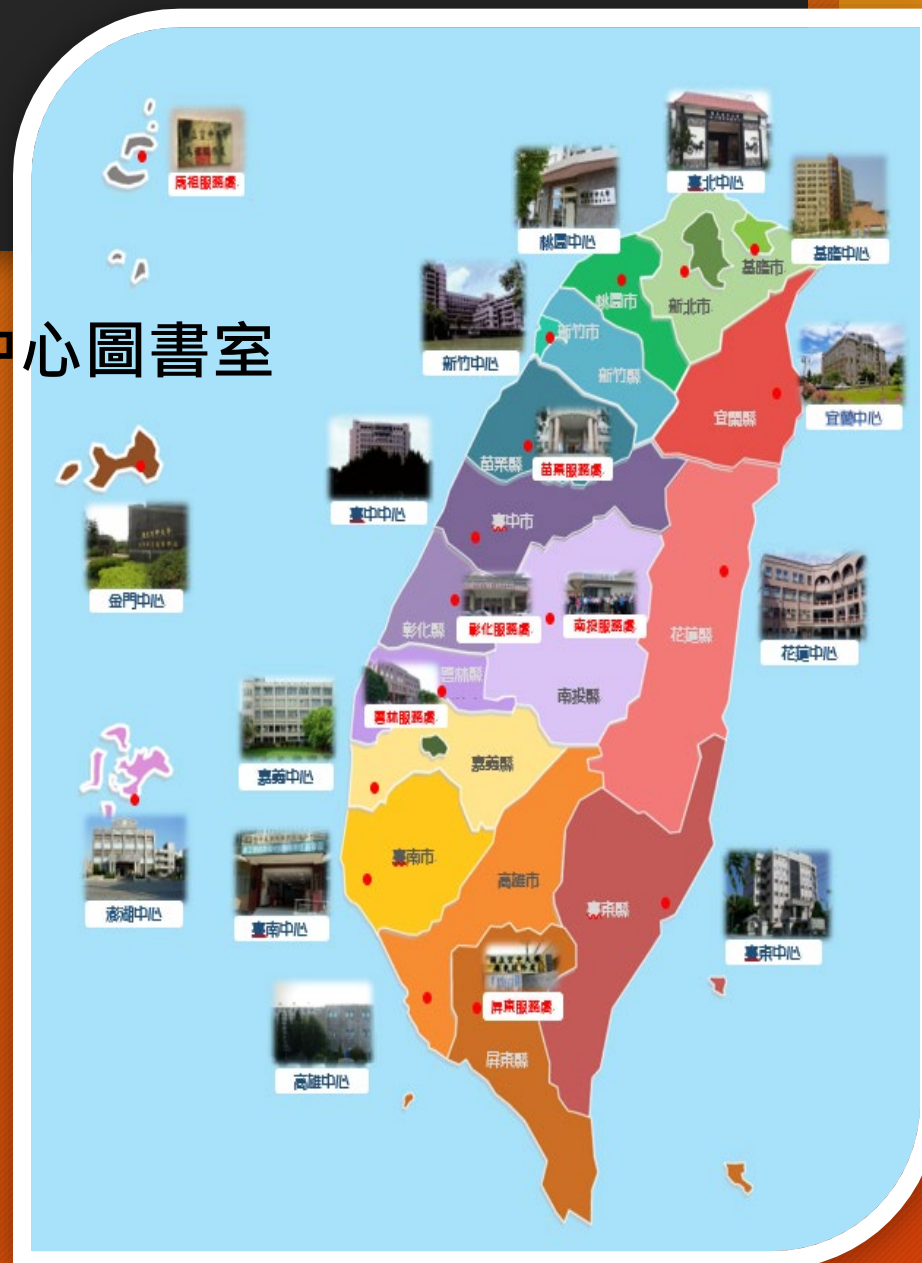 中心圖書室
馬祖服務處
臺北中心
桃園中心
基隆中心
基隆市
桃園市
新北市
新竹市
新竹中心
新竹縣
宜蘭縣
宜蘭中心
苗栗縣
苗栗服務處
臺中中心
臺中市
金門中心
彰化縣
彰化服務處
南投服務處
花蓮縣
花蓮中心
雲林縣
南投縣
雲林服務處
嘉義中心
嘉義縣
臺南市
高雄市
澎湖中心
臺南中心
臺東縣
臺東中心
屏東服務處
屏東縣
高雄中心